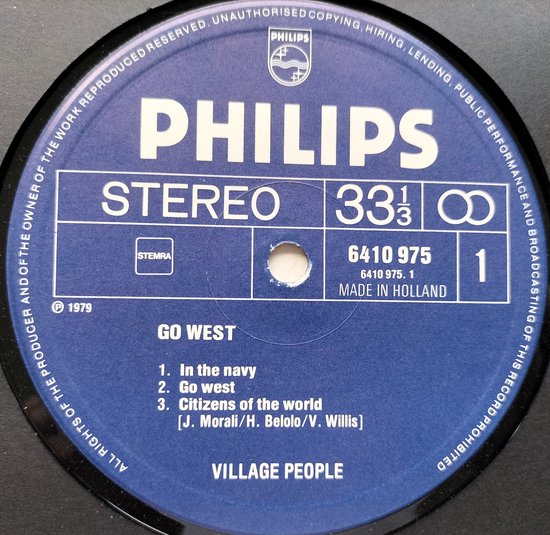 ALL RIGHTS OF THE PRODUCER AND OF THE OWNER OF THE WORK REPRODUCED RESERVED. UNAUTHORISED COPYING, HIRING, LENDING, PUBLIC PERFORMANCE AND BROADCASTING OF THIS RECORD PROHIBITED
PHILIPS
PHILIPS
STEREO
33 1/3
STEMRA
6410 975
6410 975. 1
MADE IN HOLLAND
1
℗ 1979
GO WEST
1. In the navy
2. Go west
3. Citizens of the world
[J. Morali/H. Belolo/V. Willis]
VILLAGE PEOPLE